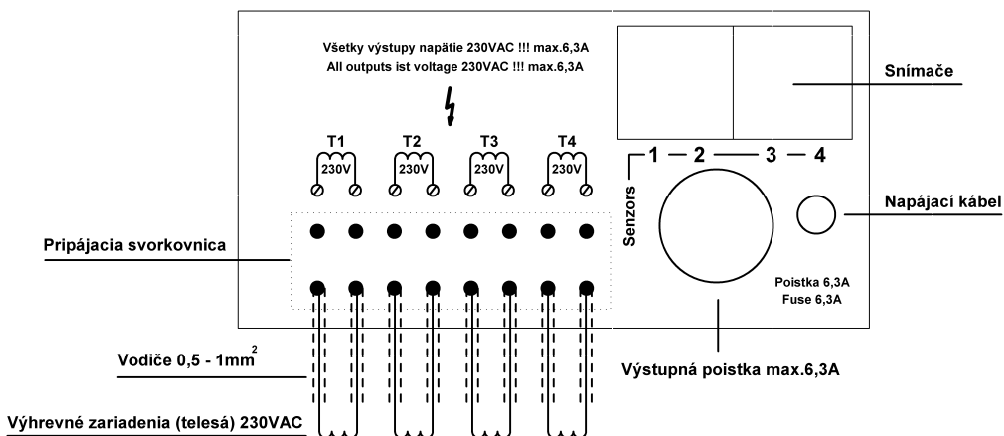 Všetky výstupy napätie 230VAC !!! max.6,3A
All outputs ist voltage 230VAC !!! max.6,3A
Snímače
T1 T2 T3 T4
230V 230V 230V 230V
1 2 3 4
Senzors
Napájací kábel
Pripájacia svorkovnica
Poistka 6,3A
Fuse 6,3A
Vodiče 0,5 - 1mm²
Výstupná poistka max.6,3A
Výhrevné zariadenia (telesá) 230VAC